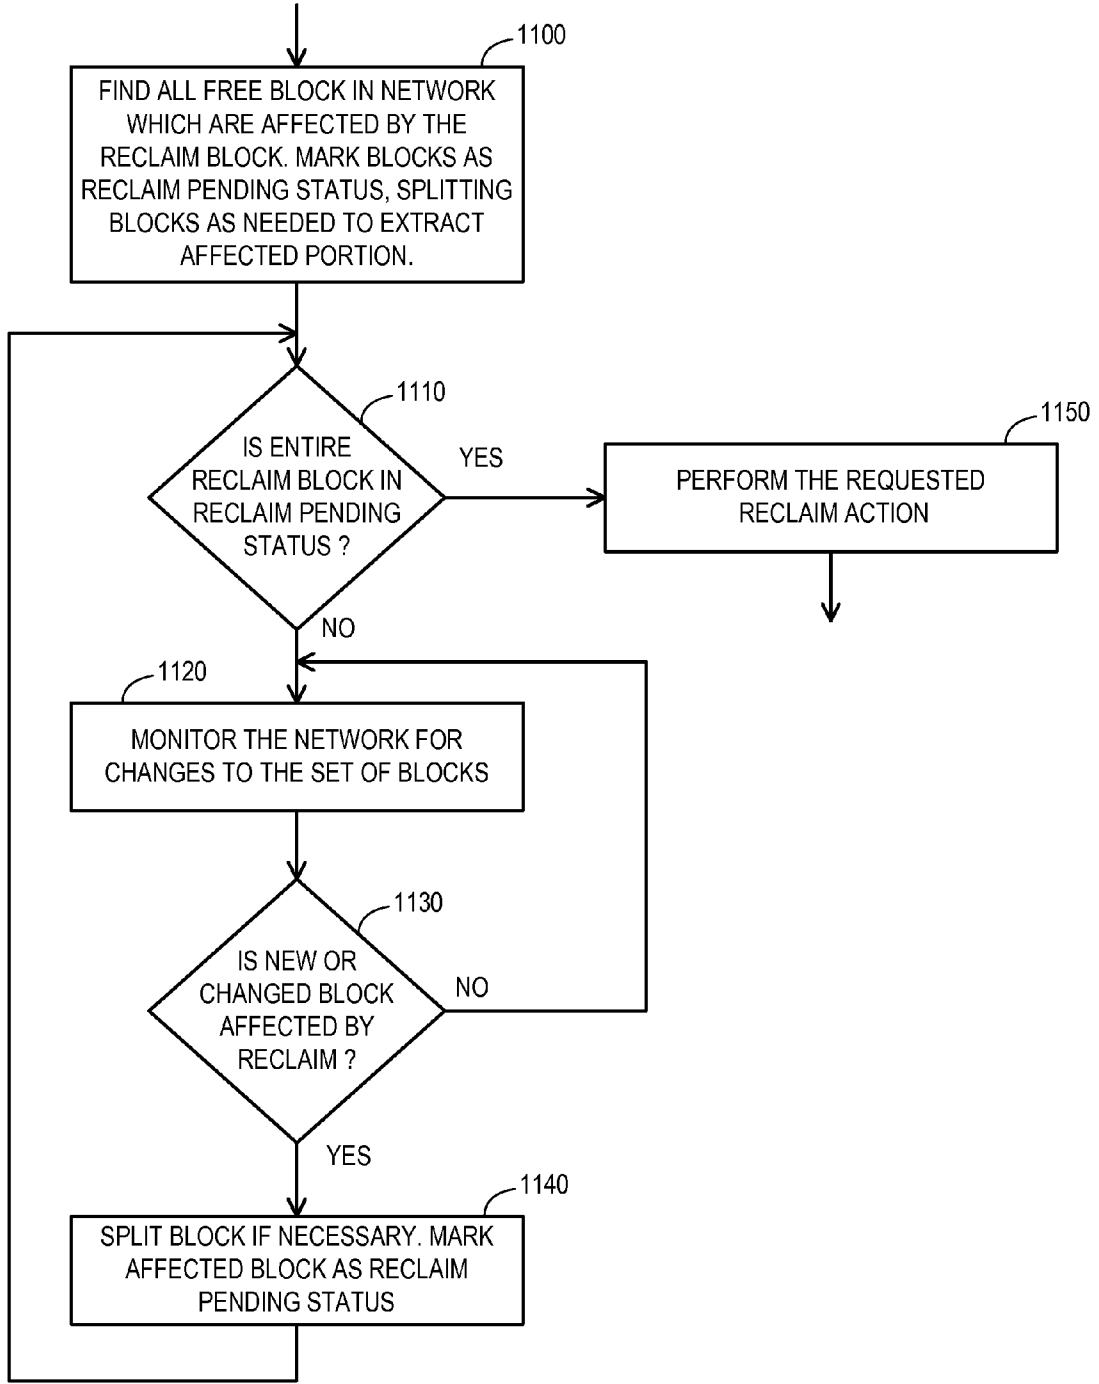 1100
FIND ALL FREE BLOCK IN NETWORK
WHICH ARE AFFECTED BY THE
RECLAIM BLOCK. MARK BLOCKS AS
RECLAIM PENDING STATUS, SPLITTING
BLOCKS AS NEEDED TO EXTRACT
AFFECTED PORTION.
1110
IS ENTIRE
RECLAIM BLOCK IN
RECLAIM PENDING
STATUS ?
YES
1150
PERFORM THE REQUESTED
RECLAIM ACTION
NO
1120
MONITOR THE NETWORK FOR
CHANGES TO THE SET OF BLOCKS
1130
IS NEW OR
CHANGED BLOCK
AFFECTED BY
RECLAIM ?
NO
YES
1140
SPLIT BLOCK IF NECESSARY. MARK
AFFECTED BLOCK AS RECLAIM
PENDING STATUS